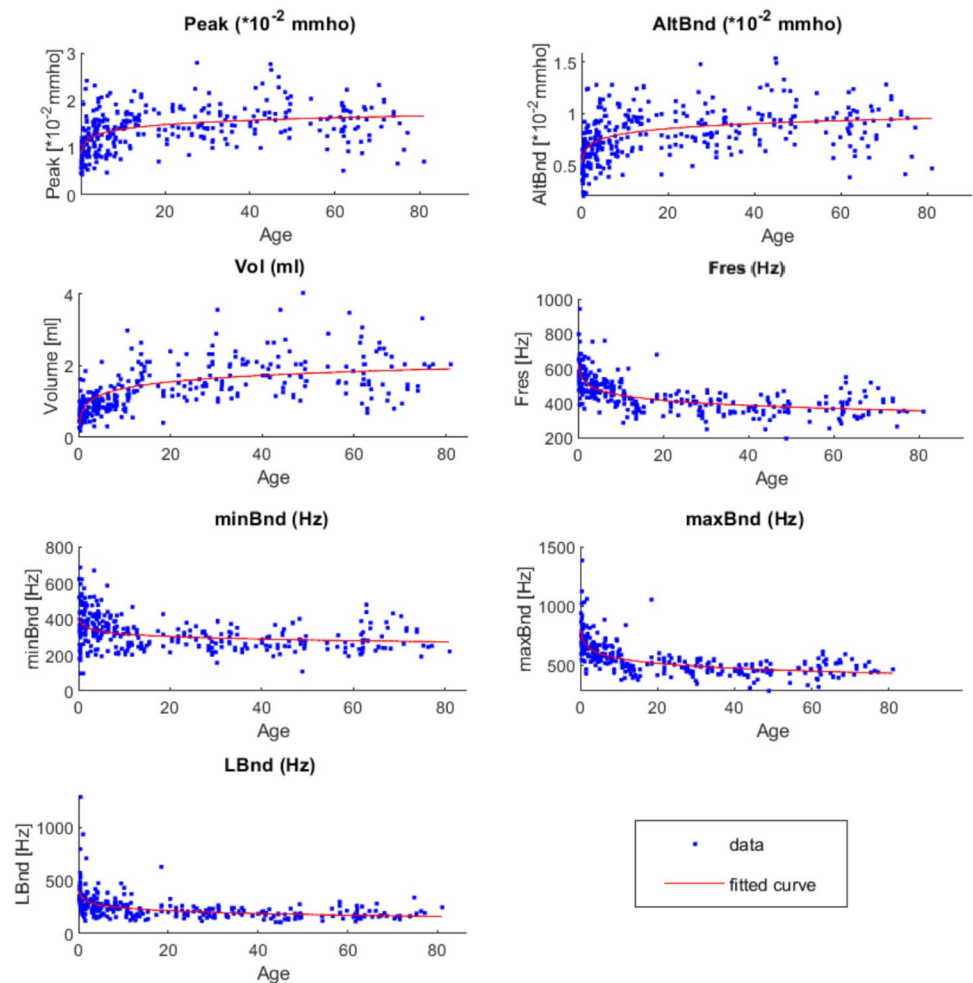 Peak (*10-2 mmho)
Peak [*10-2 mmho]
3
2
1
0
20
40
60
80
Age
AltBnd (*10-2 mmho)
AltBnd [*10-2 mmho]
1.5
1
0.5
0
20
40
60
80
Age
Vol (ml)
Volume [ml]
4
2
0
0
20
40
60
80
Age
Fres (Hz)
Fres [Hz]
1000
800
600
400
200
0
20
40
60
80
Age
minBnd (Hz)
minBnd [Hz]
800
600
400
200
0
0
20
40
60
80
Age
maxBnd (Hz)
maxBnd [Hz]
1500
1000
500
0
20
40
60
80
Age
LBnd (Hz)
LBnd [Hz]
1000
500
0
0
20
40
60
80
Age
data
fitted curve